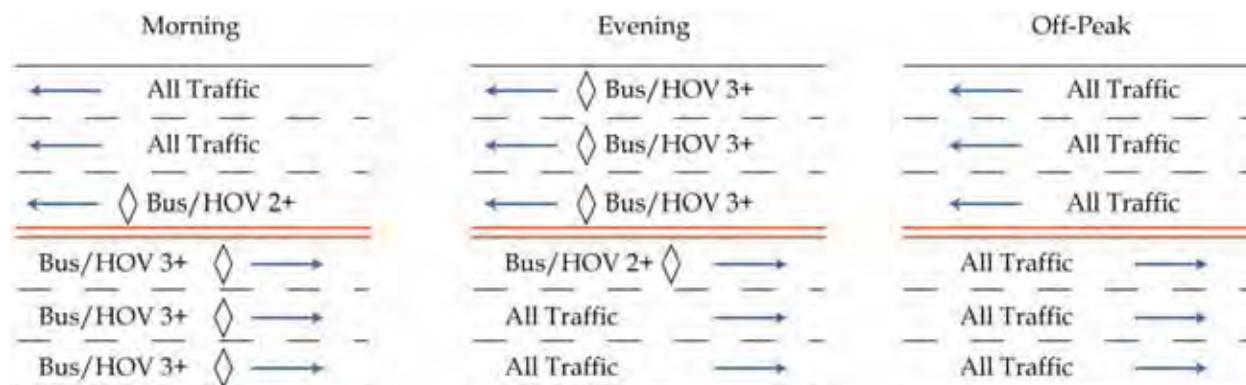 Morning
All Traffic
All Traffic
Bus/HOV 2+
Bus/HOV 3+
Bus/HOV 3+
Bus/HOV 3+
Evening
Bus/HOV 3+
Bus/HOV 3+
Bus/HOV 3+
Bus/HOV 2+
All Traffic
All Traffic
Off-Peak
All Traffic
All Traffic
All Traffic
All Traffic
All Traffic
All Traffic